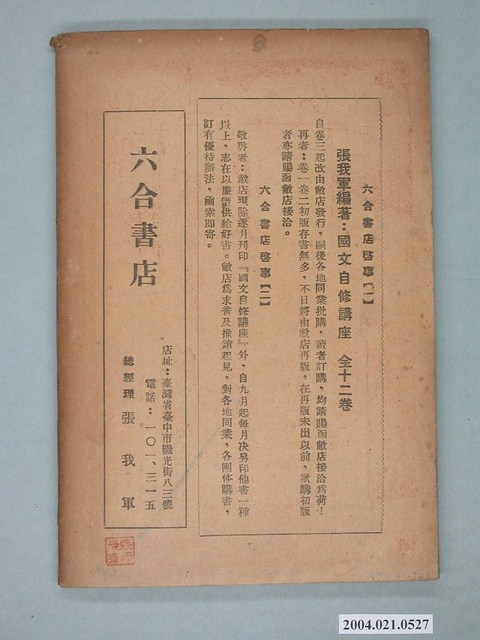 六合書店啓事【一】
張我軍編著：國文自修講座 全十二卷
自卷三起改由敝店發行，嗣後各地同業批購，讀者訂購，均請賜函敝店接洽爲荷！
再者：卷一卷二初版存書無多，不日將由敝店再版，在再版未出以前，欲購初版
者亦請賜函敝店接洽。
六合書店啓事【二】
敬啓者：敝店現除逐月刊印『國文自修講座』外，自九月起每月決另印他書一種
以上，志在以廉價供給好書。敝店爲求普及推銷起見，對各地同業，各團体購書，
訂有優待辦法，函索即寄。
六合書店
店址：臺灣省臺中市繼光街八三號
電話：一〇一、三一五
總經理 張我軍
2004.021.0527